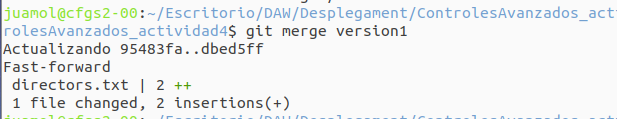 juamol@cfgs2-00:~/Escritorio/DAW/Desplegament/ControlesAvanzados_act
rolesAvanzados_actividad4$ git merge version1
Actualizando 95483fa..dbed5ff
Fast-forward
 directors.txt | 2 ++
 1 file changed, 2 insertions(+)